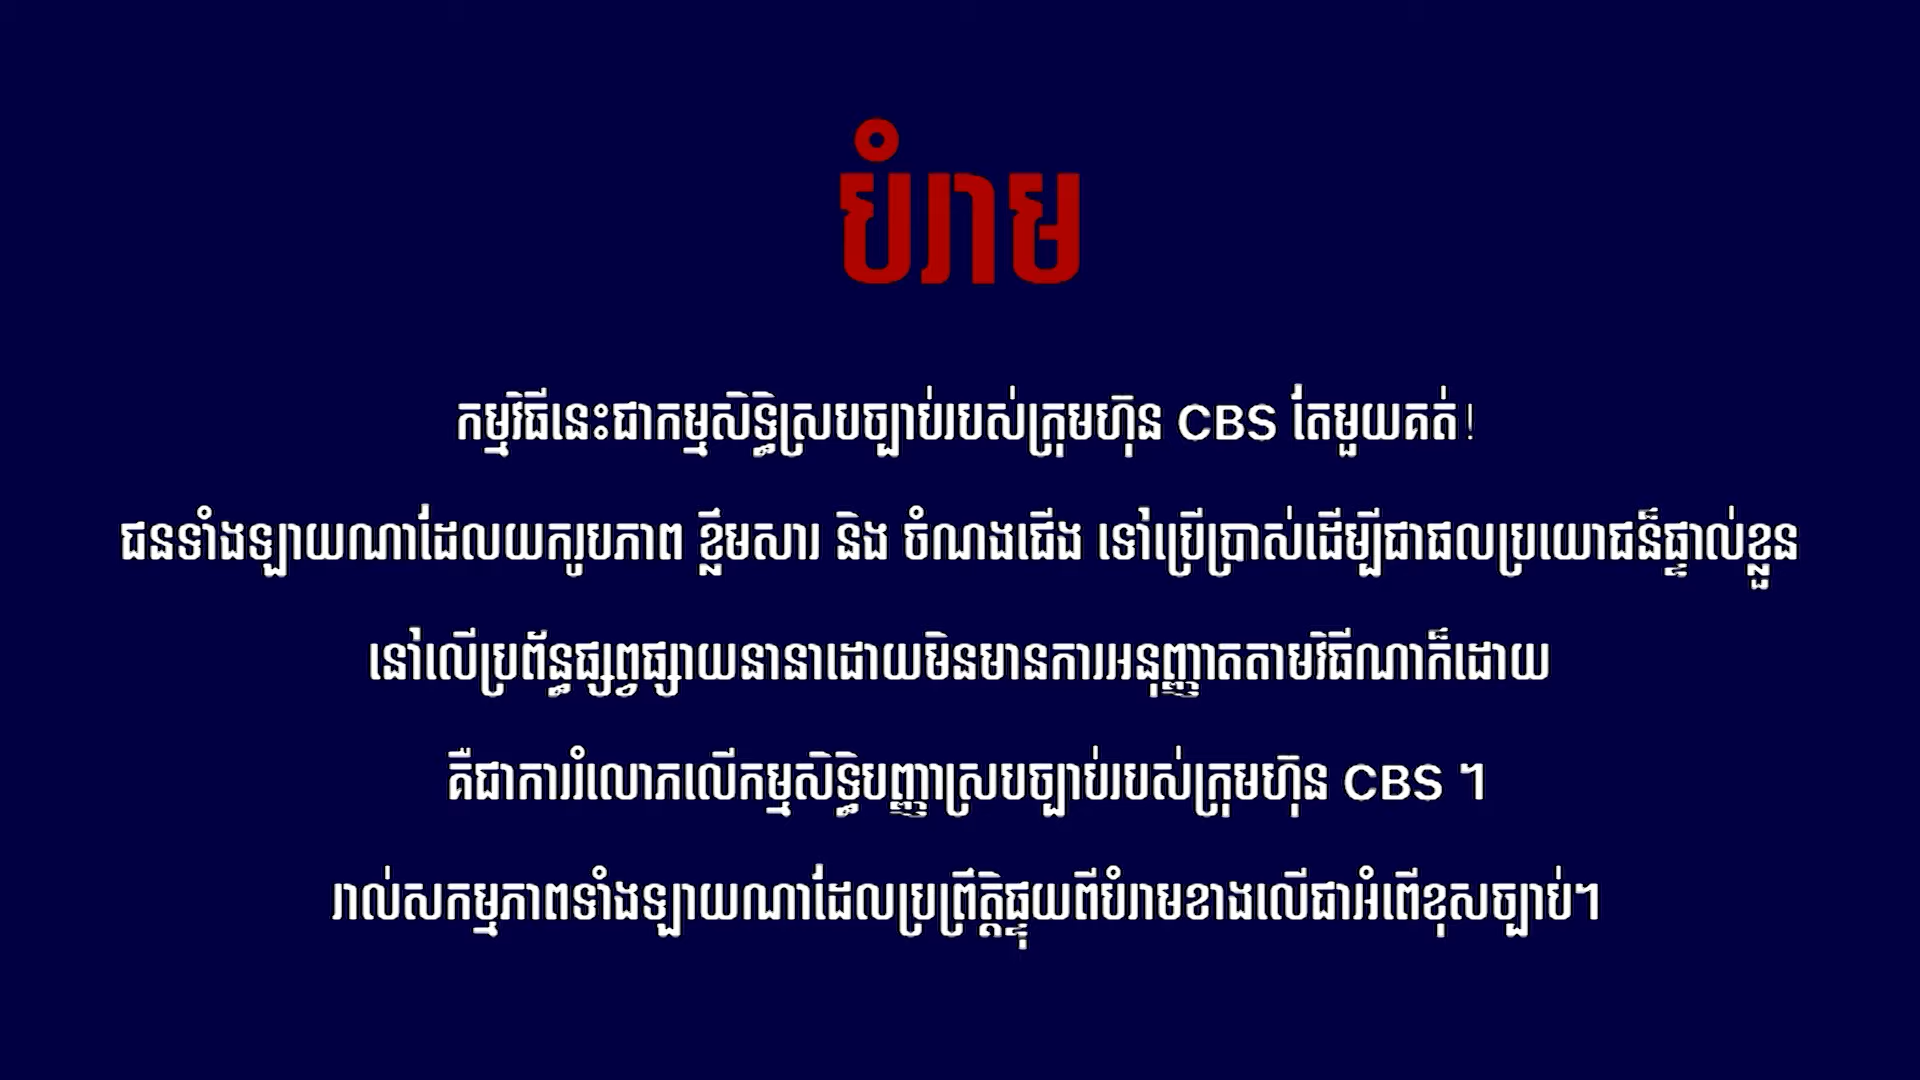 បំរាម
កម្មវិធីនេះជាកម្មសិទ្ធិស្របច្បាប់របស់ក្រុមហ៊ុន CBS តែមួយគត់!
ជនទាំងឡាយណាដែលយករូបភាព ខ្លឹមសារ និង ចំណងជើង ទៅប្រើប្រាស់ដើម្បីជាផលប្រយោជន៏ផ្ទាល់ខ្លួន
នៅលើប្រព័ន្ធផ្សព្វផ្សាយនានាដោយមិនមានការអនុញ្ញាតតាមវិធីណាក៏ដោយ
គឺជាការរំលោភលើកម្មសិទ្ធិបញ្ញាស្របច្បាប់របស់ក្រុមហ៊ុន CBS ។
រាល់សកម្មភាពទាំងឡាយណាដែលប្រព្រឹត្តិផ្ទុយពីបំរាមខាងលើជាអំពើខុសច្បាប់។